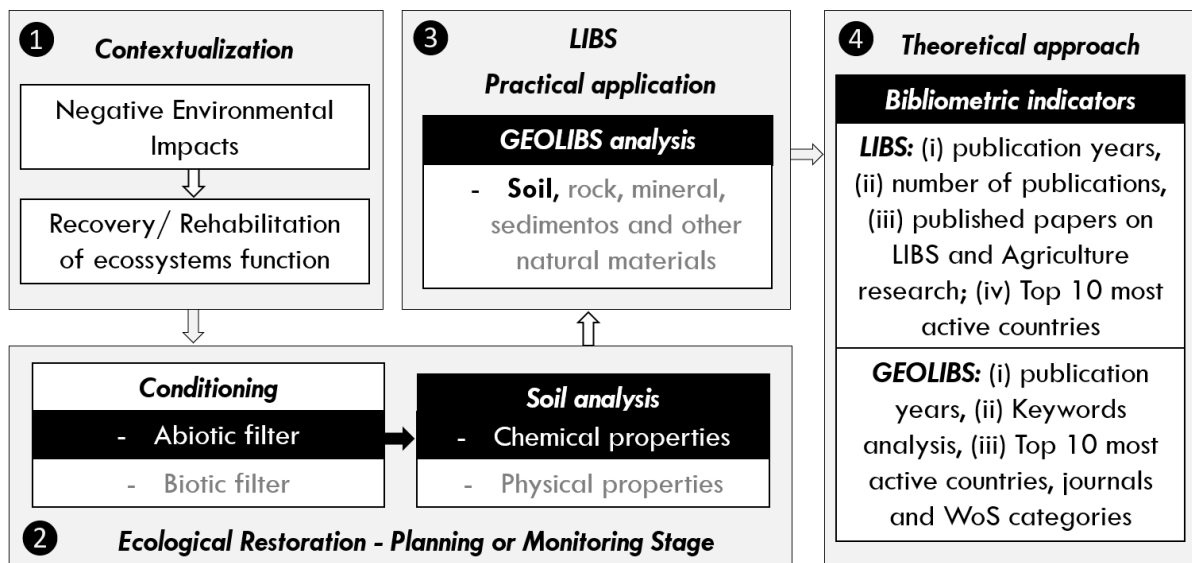 1
Contextualization
Negative Environmental
Impacts
Recovery/ Rehabilitation
of ecossystems function
2
Conditioning
- Abiotic filter
- Biotic filter
Soil analysis
- Chemical properties
- Physical properties
Ecological Restoration - Planning or Monitoring Stage
3
LIBS
Practical application
GEOLIBS analysis
- Soil, rock, mineral,
sedimentos and other
natural materials
4
Theoretical approach
Bibliometric indicators
LIBS: (i) publication years,
(ii) number of publications,
(iii) published papers on
LIBS and Agriculture
research; (iv) Top 10 most
active countries
GEOLIBS: (i) publication
years, (ii) Keywords
analysis, (iii) Top 10 most
active countries, journals
and WoS categories